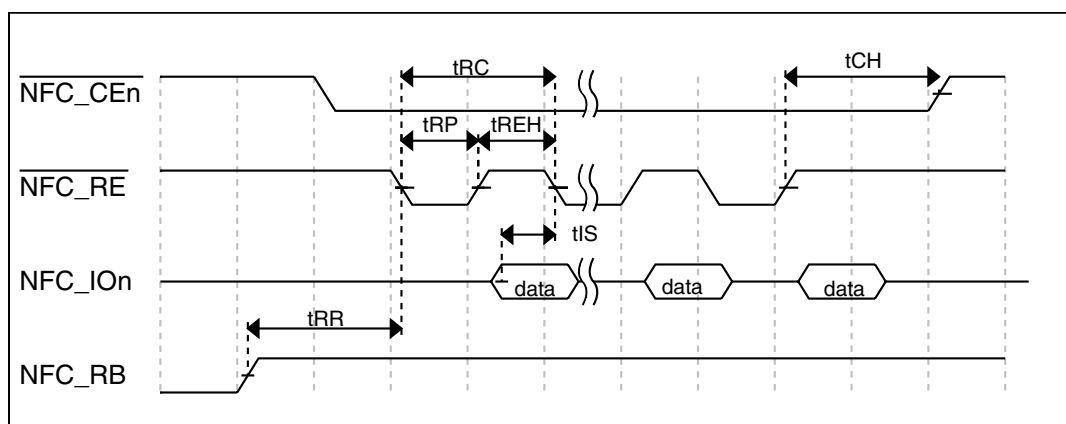 tRC
tCH
NFC_CEn
tRP
tREH
NFC_RE
tIS
NFC_IOn
data
data
data
tRR
NFC_RB